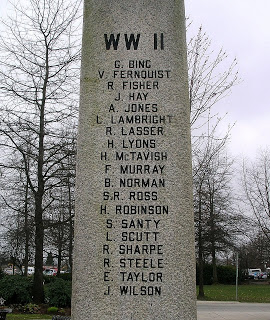 WW II
G. BING
V. FERNQUIST
R. FISHER
J. HAY
A. JONES
L. LAMBRIGHT
R. LASSER
H. LYONS
H. McTAVISH
F. MURRAY
B. NORMAN
S.R. ROSS
H. ROBINSON
S. SANTY
L. SCUTT
R. SHARPE
R. STEELE
E. TAYLOR
J. WILSON